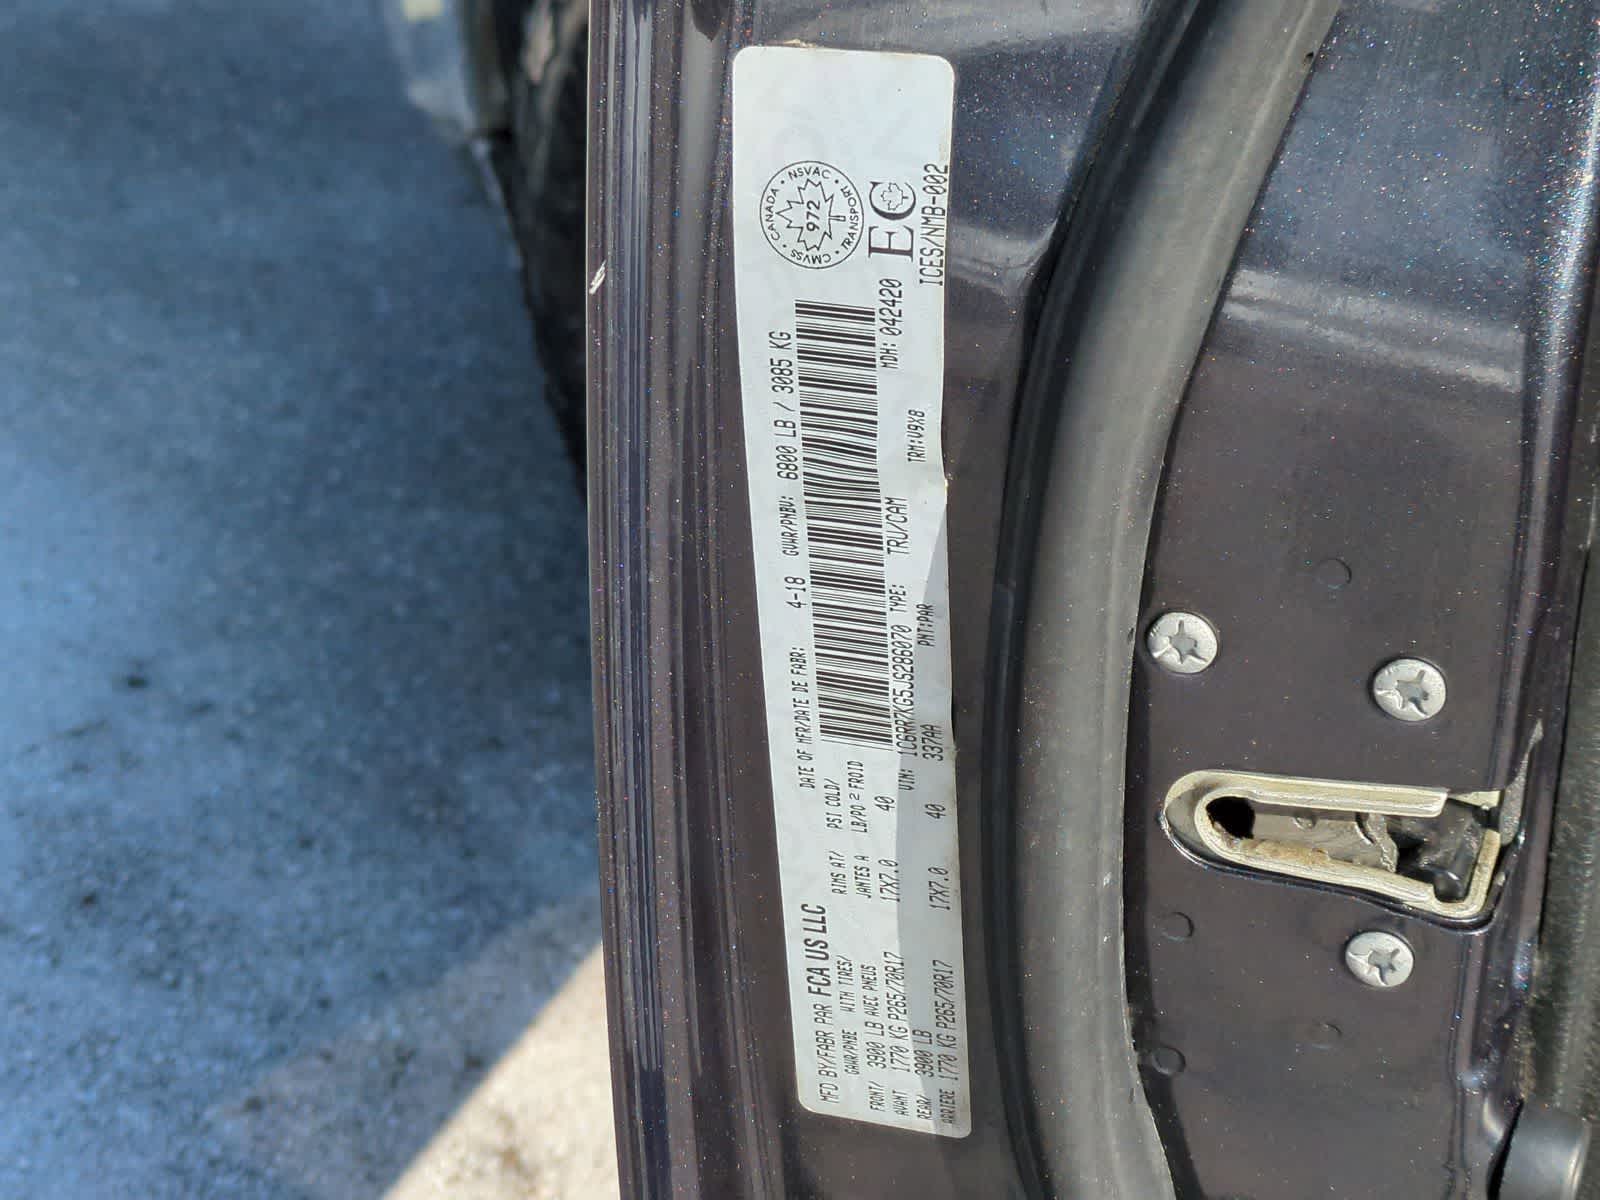 MFD BY/FABR PAR FCA US LLC DATE OF MFR/DATE DE FABR: 4-18 GVWR/PNBV: 6800 LB / 3085 KG
GAWR/PNBE WITH TIRES/ RIMS AT/ PSI COLD/
FRONT/ 3900 LB AVEC PNEUS JANTES A LB/PO 2 FROID
AVANT 1770 KG P265/70R17 17X7.0 40
REAR/ 3900 LB
ARRIERE 1770 KG P265/70R17 17X7.0 40
VIN: 1C6RR7KG5JS286070 TYPE: TRU/CAM MDH: 042420
337AA PNT:PAR TRM:V9X8
CANADA • NSVAC • TRANSPORT • CMVSS •
972
EC
ICES/NMB-002